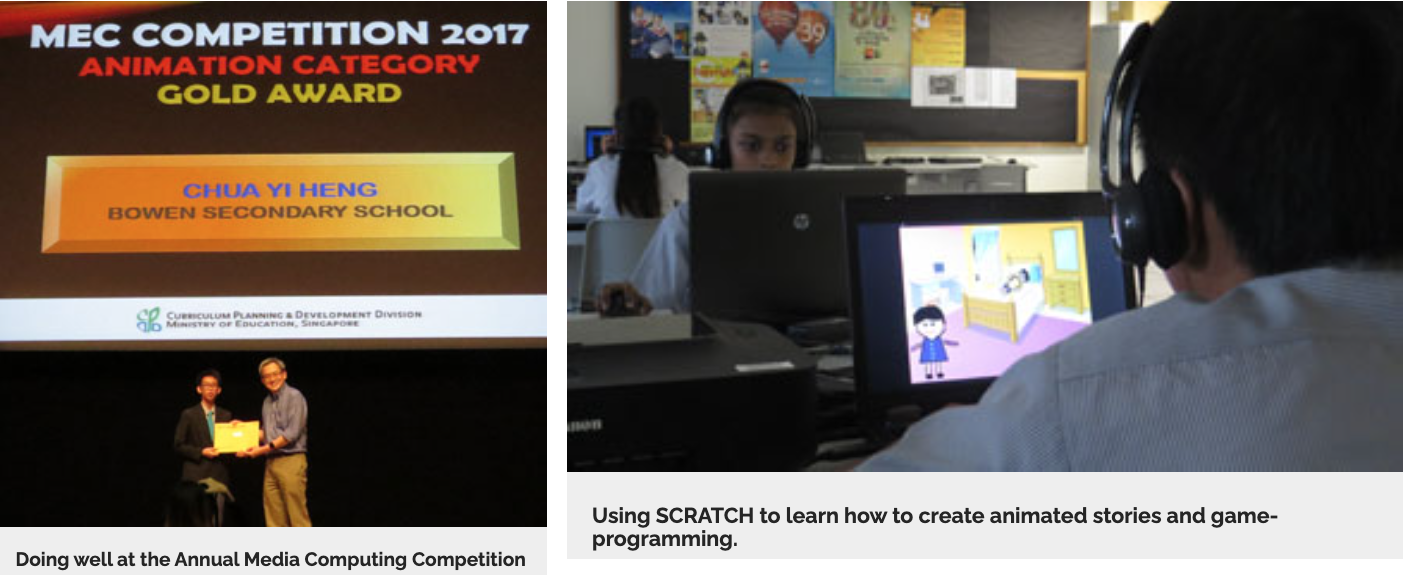 MEC COMPETITION 2017
ANIMATION CATEGORY
GOLD AWARD
CHUA YI HENG
BOWEN SECONDARY SCHOOL
CURRICULUM PLANNING & DEVELOPMENT DIVISION
MINISTRY OF EDUCATION, SINGAPORE
Doing well at the Annual Media Computing Competition
39
hp
Using SCRATCH to learn how to create animated stories and game-
programming.